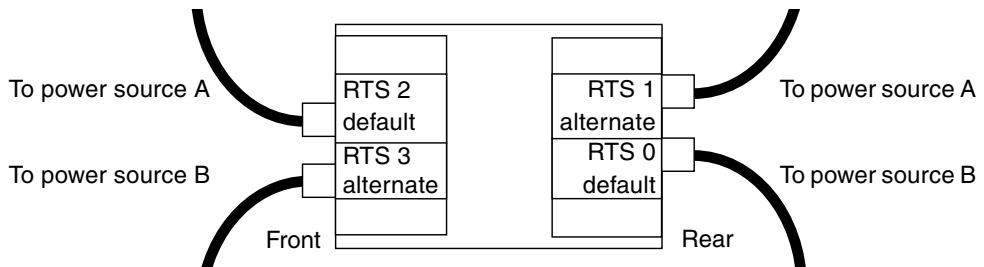 To power source A
RTS 2
default
RTS 1
alternate
To power source A
To power source B
RTS 3
alternate
RTS 0
default
To power source B
Front
Rear